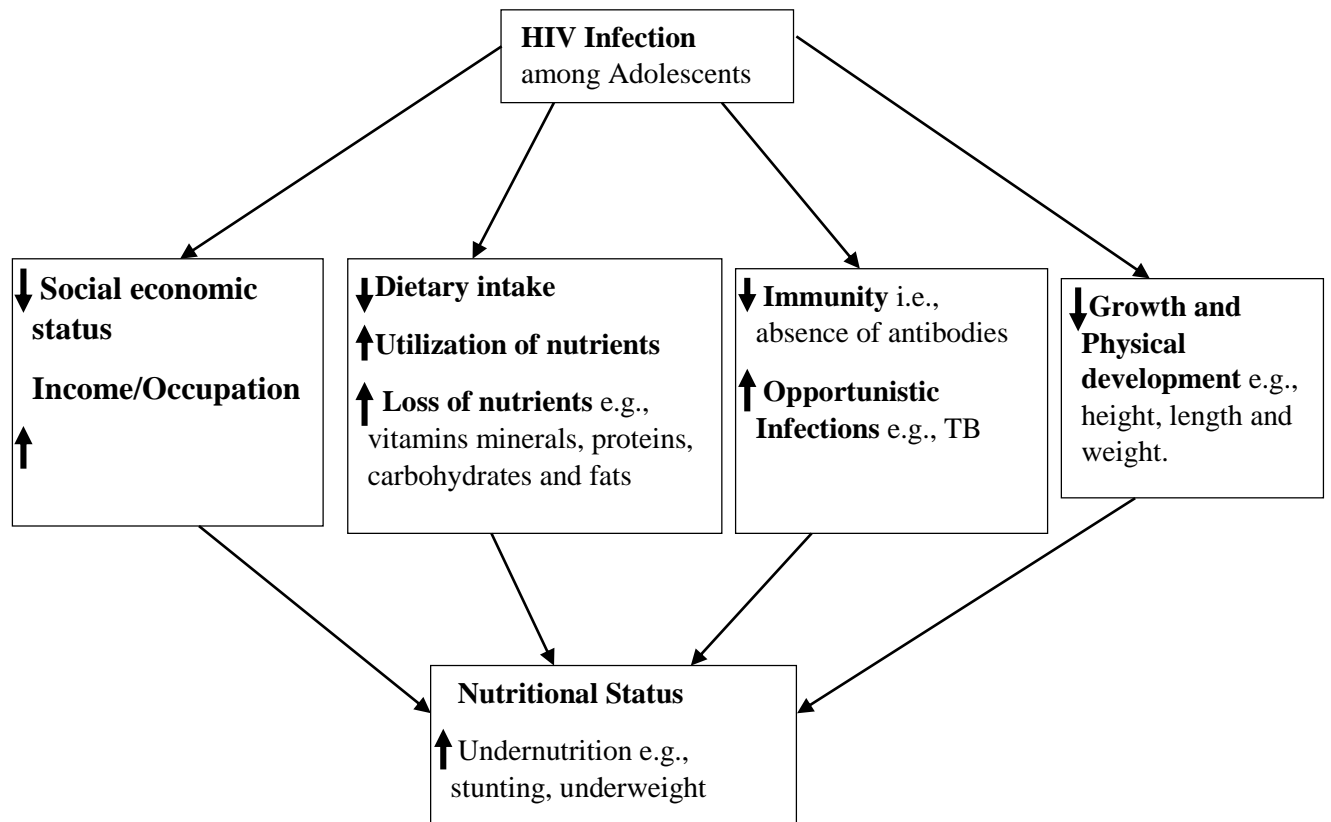 HIV Infection
among Adolescents
Social economic
status
Income/Occupation
Dietary intake
Utilization of nutrients
Loss of nutrients e.g.,
vitamins minerals, proteins,
carbohydrates and fats
Immunity i.e.,
absence of antibodies
Opportunistic
Infections e.g., TB
Growth and
Physical
development e.g.,
height, length and
weight.
Nutritional Status
Undernutrition e.g.,
stunting, underweight